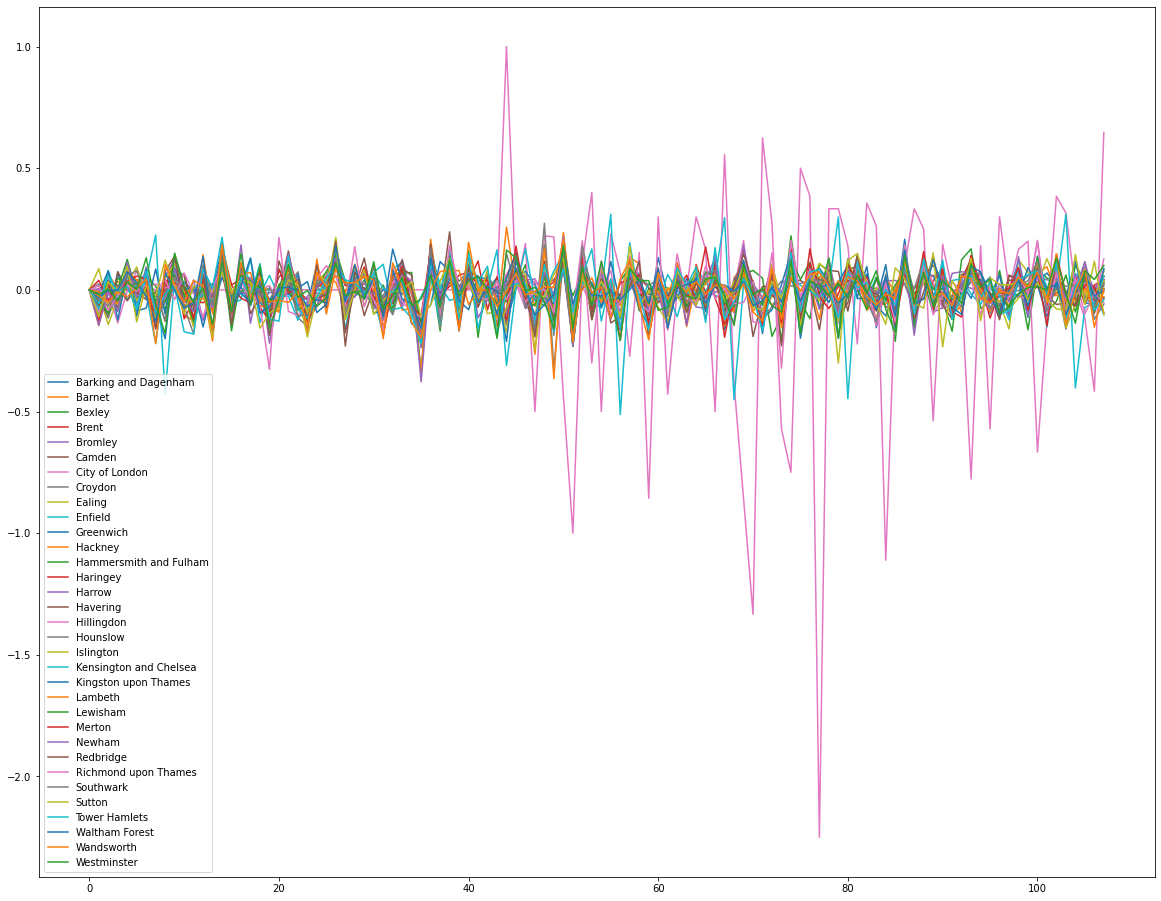 1.0
0.5
0.0
−0.5
−1.0
−1.5
−2.0
Barking and Dagenham
Barnet
Bexley
Brent
Bromley
Camden
City of London
Croydon
Ealing
Enfield
Greenwich
Hackney
Hammersmith and Fulham
Haringey
Harrow
Havering
Hillingdon
Hounslow
Islington
Kensington and Chelsea
Kingston upon Thames
Lambeth
Lewisham
Merton
Newham
Redbridge
Richmond upon Thames
Southwark
Sutton
Tower Hamlets
Waltham Forest
Wandsworth
Westminster
0 20 40 60 80 100